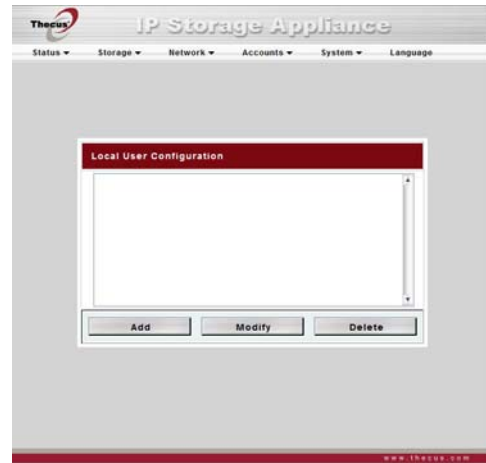 Thecus
IP Storage Appliance
Status Storage Network Accounts System Language
Local User Configuration
Add Modify Delete
www.thecus.com